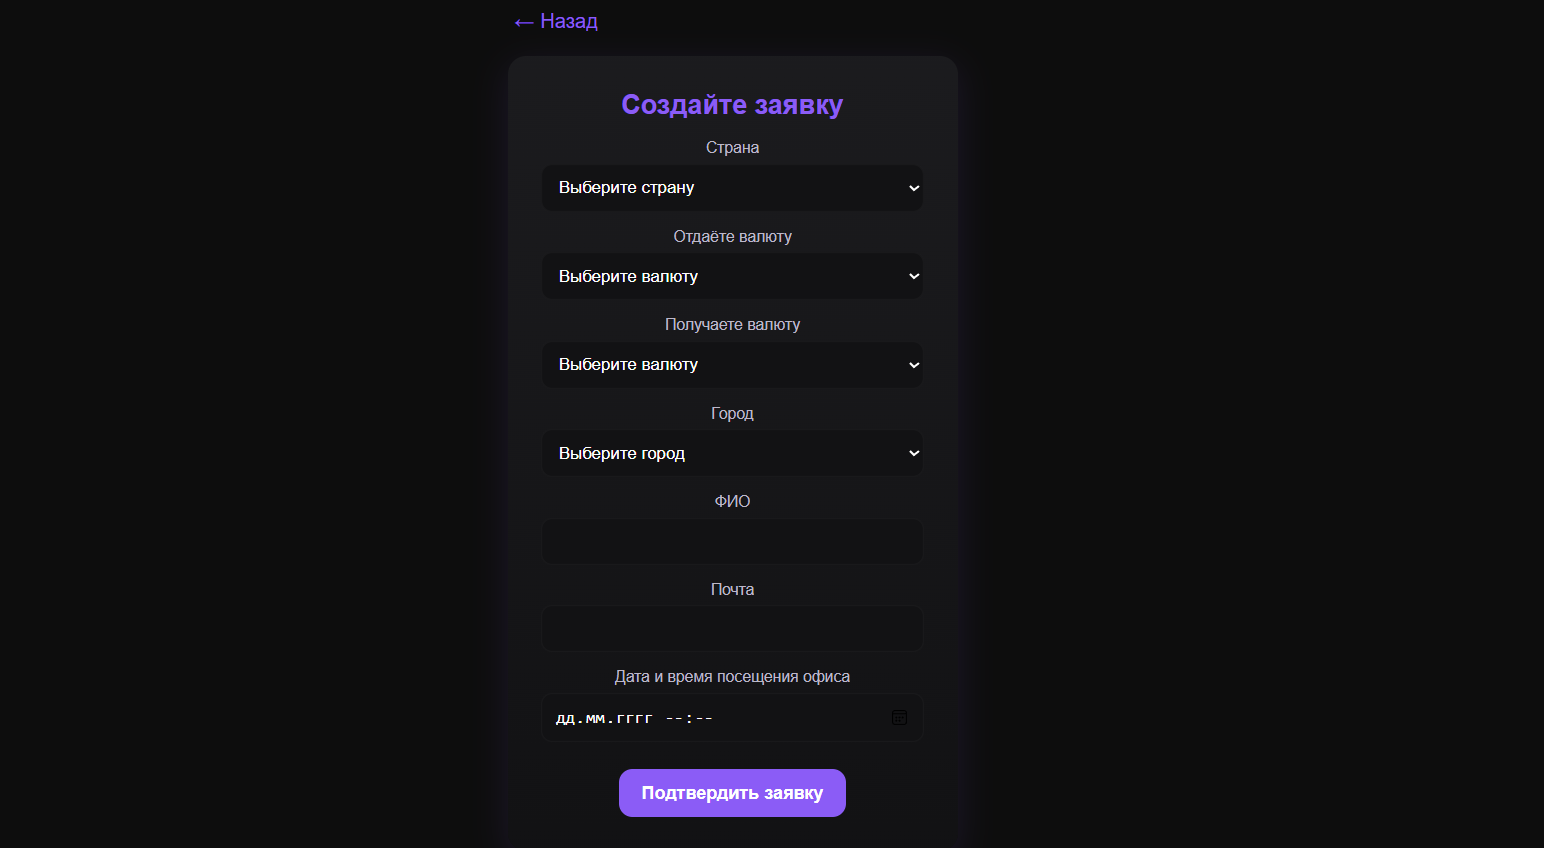 ← Назад
Создайте заявку
Страна
Выберите страну
Отдаёте валюту
Выберите валюту
Получаете валюту
Выберите валюту
Город
Выберите город
ФИО
Почта
Дата и время посещения офиса
дд.мм.гггг --:--
Подтвердить заявку